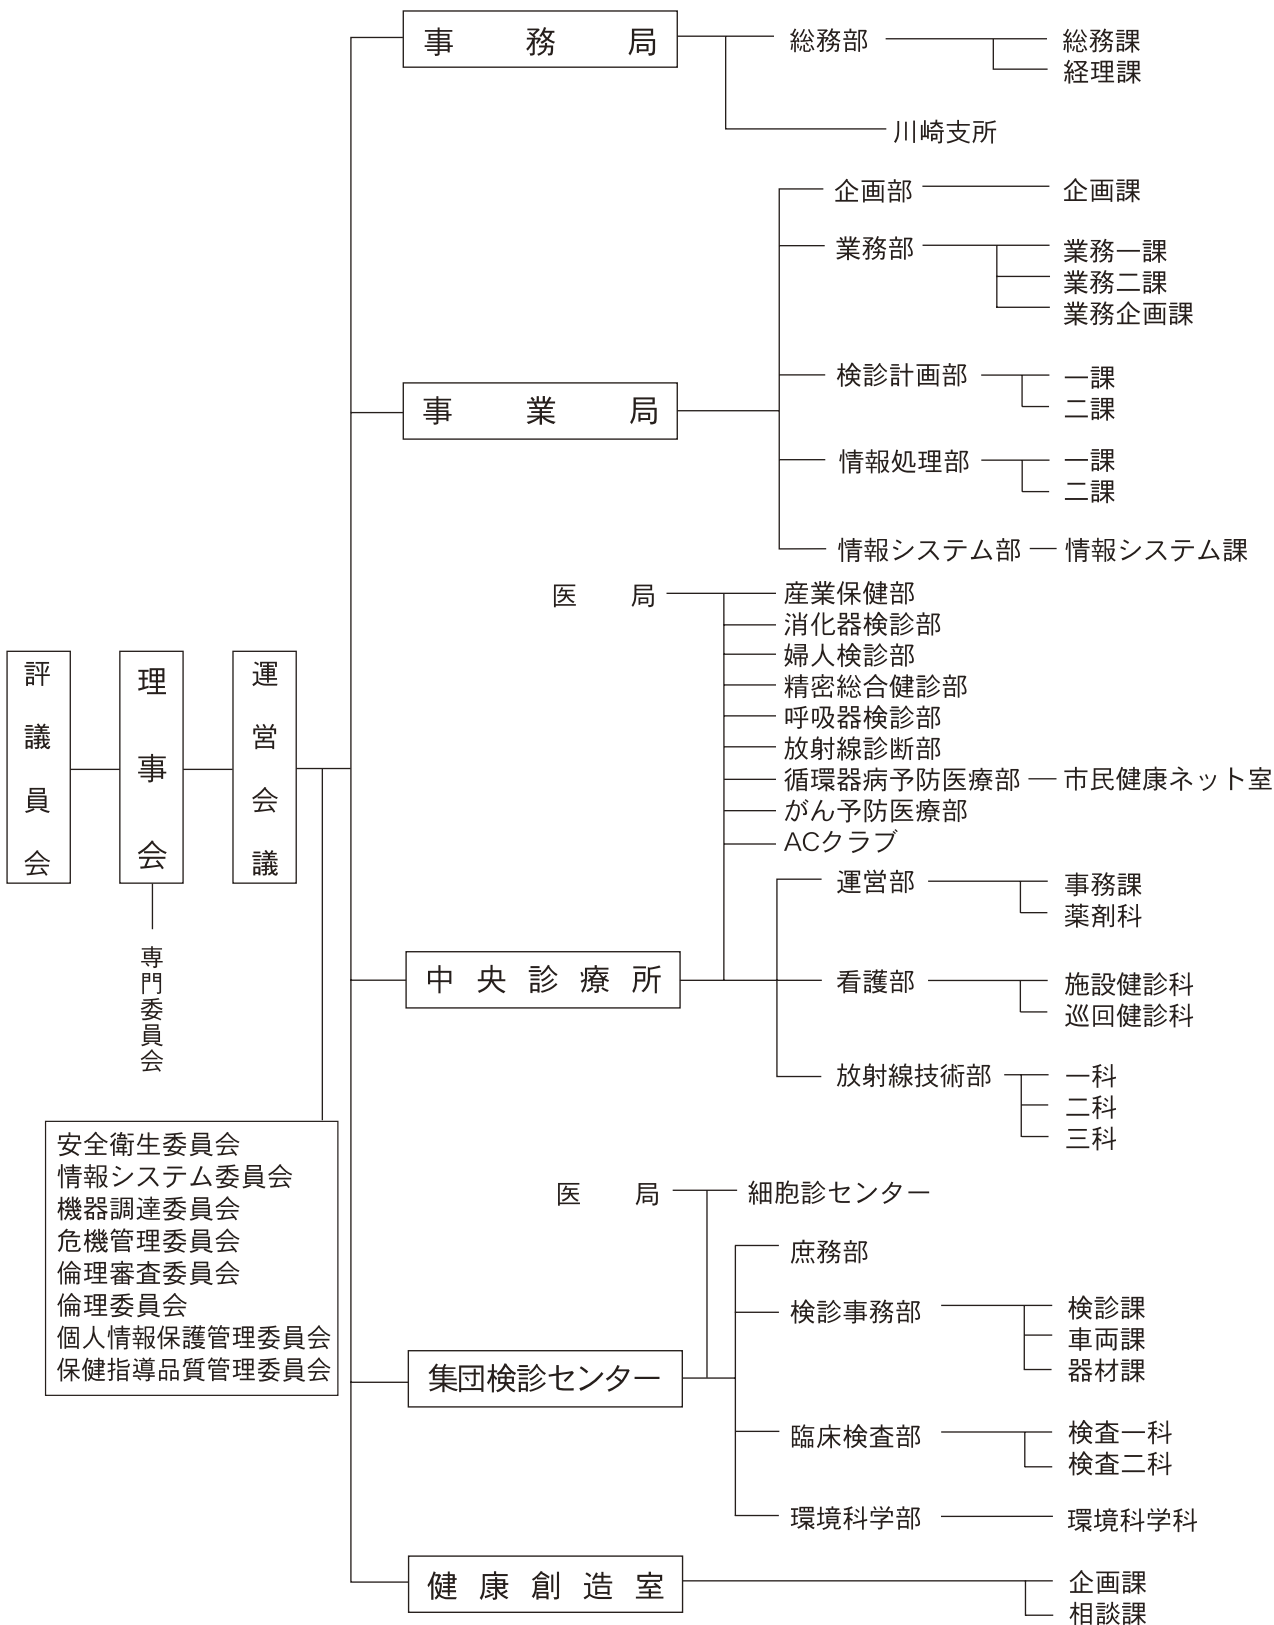 評議員会
理事会
専門委員会
運営会議
安全衛生委員会
情報システム委員会
機器調達委員会
危機管理委員会
倫理審査委員会
倫理委員会
個人情報保護管理委員会
保健指導品質管理委員会
事務局
総務部
総務課
経理課
川崎支所
事業局
企画部
企画課
業務部
業務一課
業務二課
業務企画課
検診計画部
一課
二課
情報処理部
一課
二課
情報システム部
情報システム課
中央診療所
医局
産業保健部
消化器検診部
婦人検診部
精密総合健診部
呼吸器検診部
放射線診断部
循環器病予防医療部
市民健康ネット室
がん予防医療部
ACクラブ
運営部
事務課
薬剤科
看護部
施設健診科
巡回健診科
放射線技術部
一科
二科
三科
集団検診センター
医局
細胞診センター
庶務部
検診事務部
検診課
車両課
器材課
臨床検査部
検査一科
検査二科
環境科学部
環境科学科
健康創造室
企画課
相談課